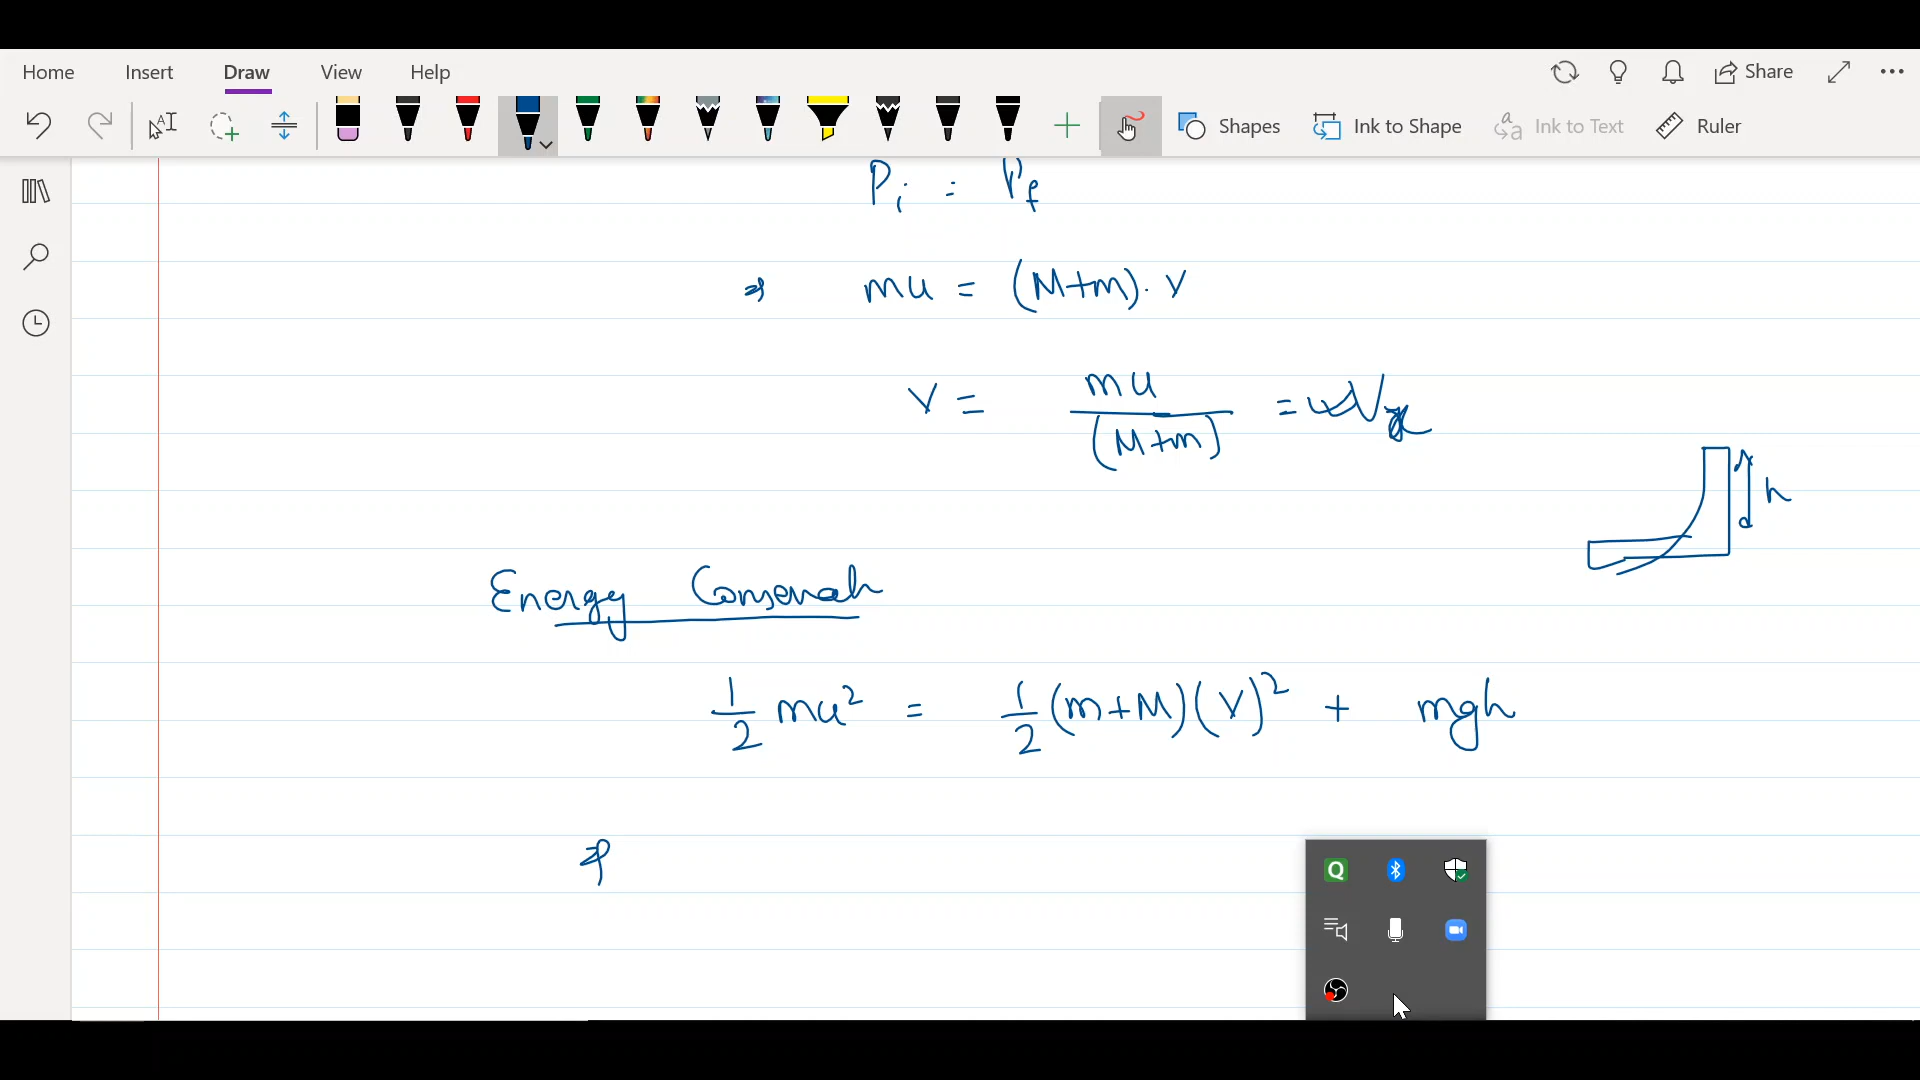 Home Insert Draw View Help Share
Shapes Ink to Shape Ink to Text Ruler
Pi = Pf
⇒ mu = (M+m). V
V = mu / (M+m) = Vx
h
Energy
1/2 mu² = 1/2 (m+M)(V)² + mgh
⇒